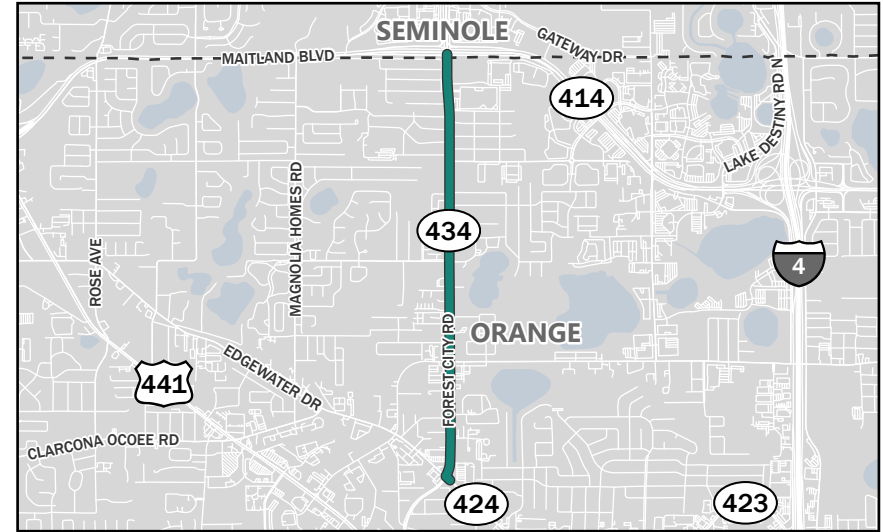 SEMINOLE
GATEWAY DR
MAITLAND BLVD
414
LAKE DESTINY RD N
MAGNOLIA HOMES RD
434
ROSE AVE
4
ORANGE
FOREST CITY RD
EDGEWATER DR
441
CLARCONA OCOEE RD
424
423